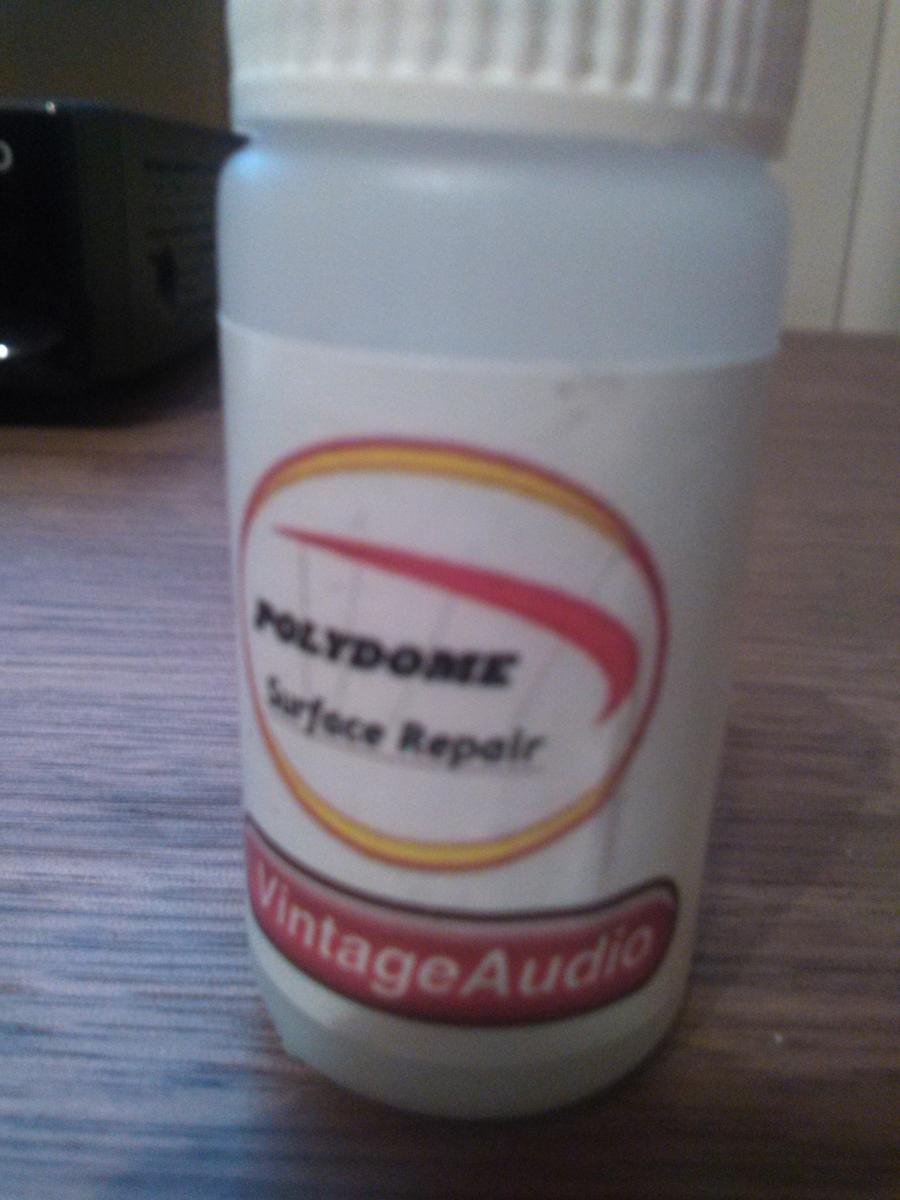 POLYDOME
Surface Repair
VintageAudio